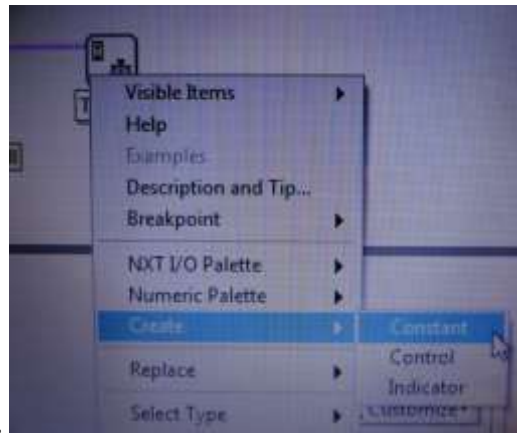 Visible Items
Help
Examples
Description and Tip...
Breakpoint
NXT I/O Palette
Numeric Palette
Create
Constant
Control
Indicator
Replace
Select Type
Customize